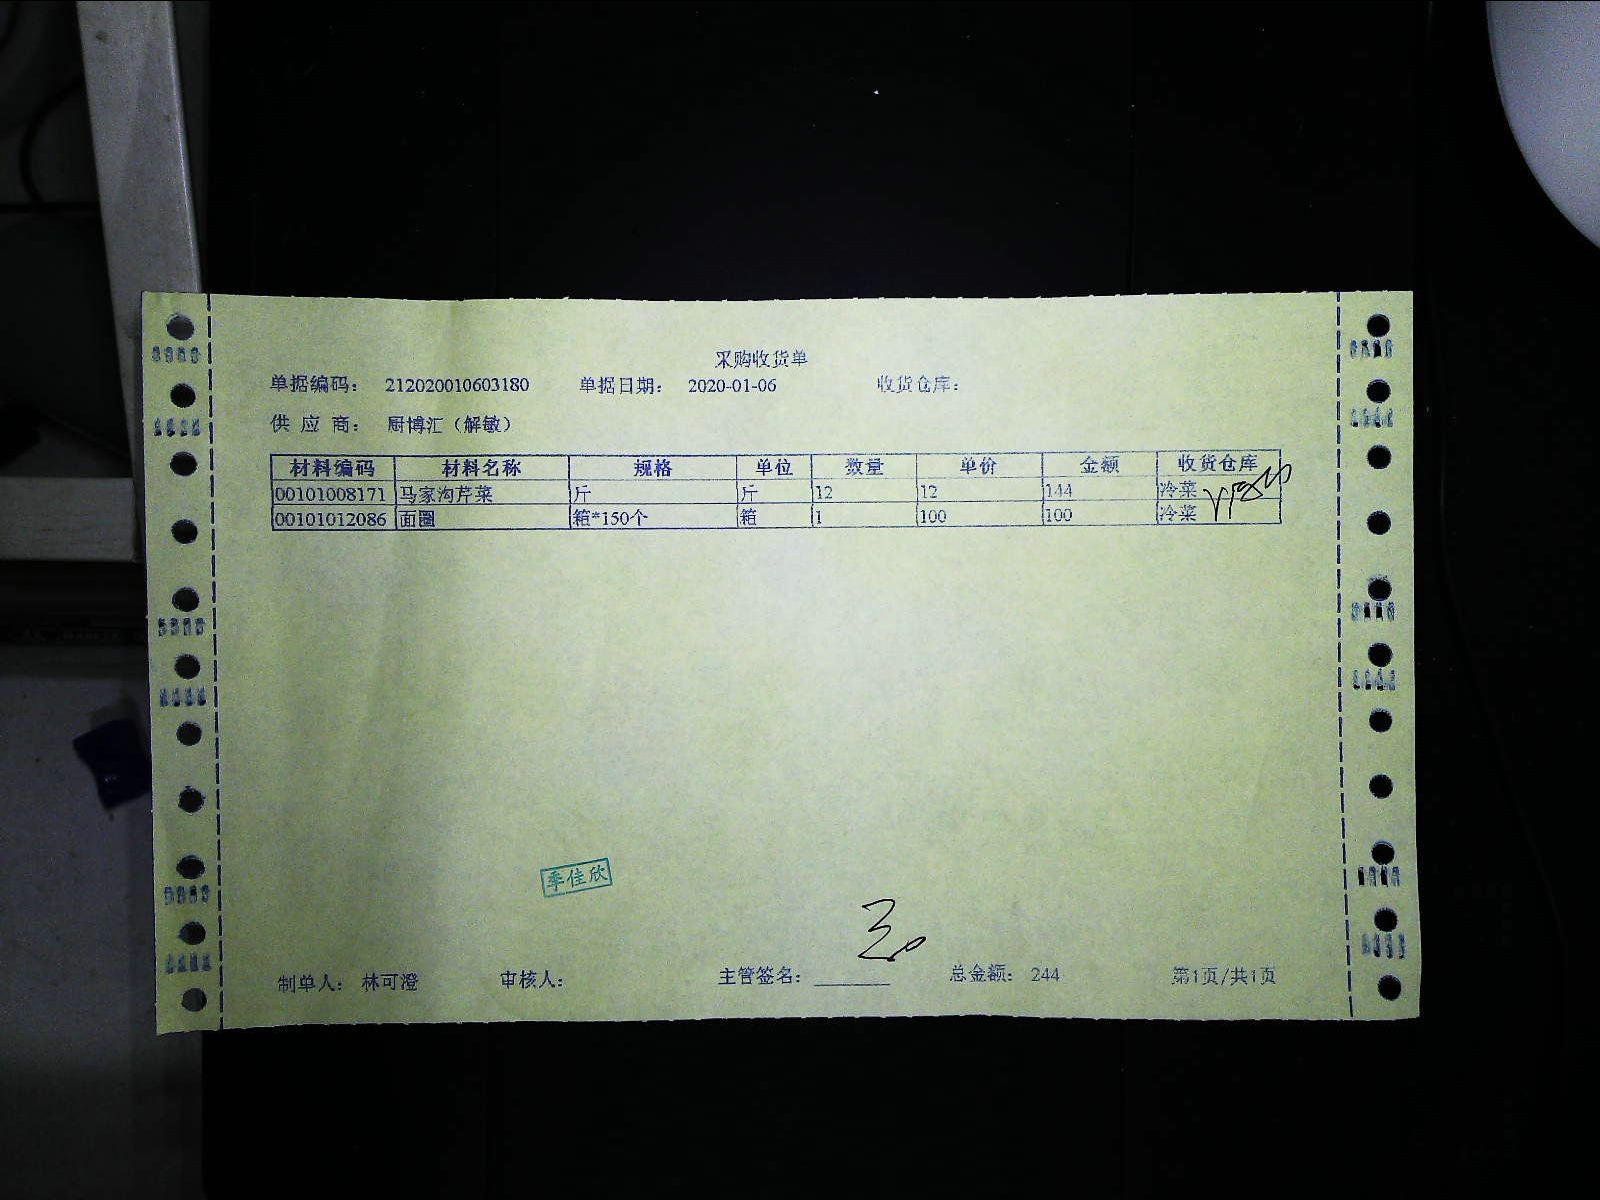 采购收货单
单据编码： 212020010603180 单据日期： 2020-01-06 收货仓库：
供 应 商： 厨博汇（解敏）
材料编码 材料名称 规格 单位 数量 单价 金额 收货仓库
00101008171 马家沟芹菜 斤 斤 12 12 144 冷菜
00101012086 面圈 箱*150个 箱 1 100 100 冷菜
季佳欣
制单人： 林可澄 审核人： 主管签名： 总金额： 244 第1页/共1页